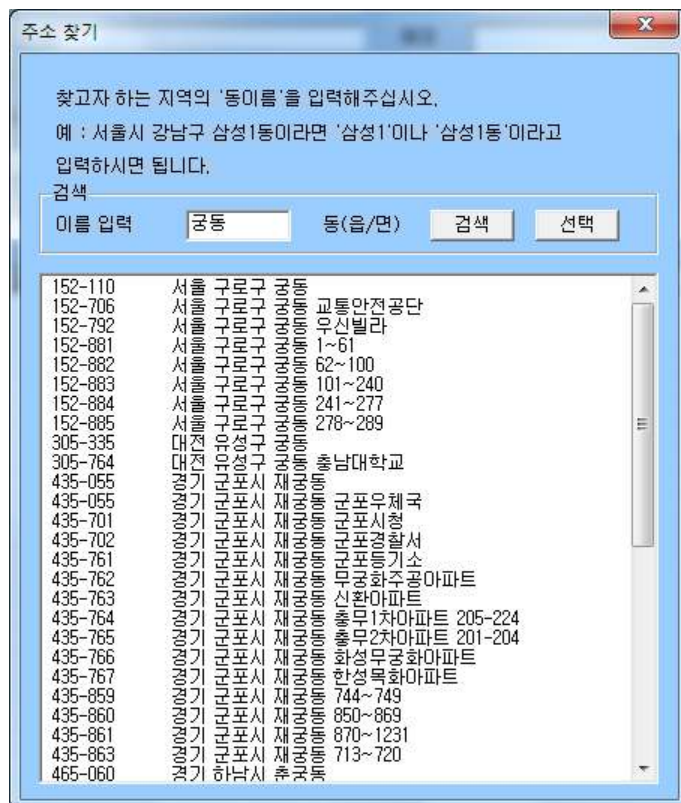 주소 찾기
찾고자 하는 지역의 '동이름'을 입력해주십시오.
예 : 서울시 강남구 삼성1동이라면 '삼성1'이나 '삼성1동'이라고
입력하시면 됩니다.
검색
이름 입력 궁동 동(읍/면) 검색 선택
152-110 서울 구로구 궁동
152-706 서울 구로구 궁동 교통안전공단
152-792 서울 구로구 궁동 우신빌라
152-881 서울 구로구 궁동 1~61
152-882 서울 구로구 궁동 62~100
152-883 서울 구로구 궁동 101~240
152-884 서울 구로구 궁동 241~277
152-885 서울 구로구 궁동 278~289
305-335 대전 유성구 궁동
305-764 대전 유성구 궁동 충남대학교
435-055 경기 군포시 재궁동
435-055 경기 군포시 재궁동 군포우체국
435-701 경기 군포시 재궁동 군포시청
435-702 경기 군포시 재궁동 군포경찰서
435-761 경기 군포시 재궁동 군포등기소
435-762 경기 군포시 재궁동 무궁화주공아파트
435-763 경기 군포시 재궁동 신환아파트
435-764 경기 군포시 재궁동 충무1차아파트 205-224
435-765 경기 군포시 재궁동 충무2차아파트 201-204
435-766 경기 군포시 재궁동 화성무궁화아파트
435-767 경기 군포시 재궁동 한성목화아파트
435-859 경기 군포시 재궁동 744~749
435-860 경기 군포시 재궁동 850~869
435-861 경기 군포시 재궁동 870~1231
435-863 경기 군포시 재궁동 713~720
465-060 경기 하남시 춘궁동